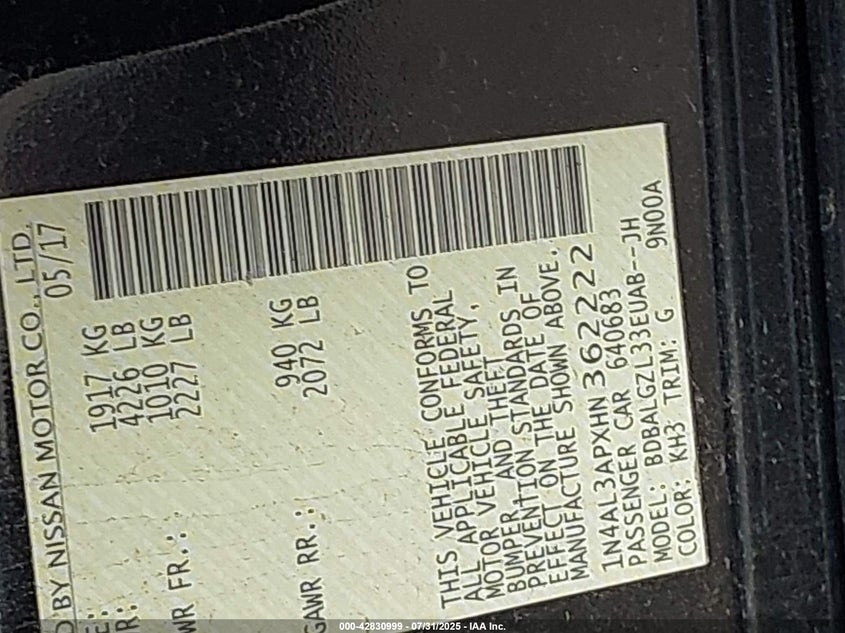 D BY NISSAN MOTOR CO., LTD.
05/17
E: 1917 KG
R: 4226 LB
WR FR.: 1010 KG
2227 LB
GAWR RR.: 940 KG
2072 LB
THIS VEHICLE CONFORMS TO
ALL APPLICABLE FEDERAL
MOTOR VEHICLE SAFETY,
BUMPER, AND THEFT
PREVENTION STANDARDS IN
EFFECT ON THE DATE OF
MANUFACTURE SHOWN ABOVE.
1N4AL3APXHN362222
PASSENGER CAR 640683
MODEL: BDBALGZL33EUAB--JH
COLOR: KH3 TRIM: G 9N00A
000-42830999 - 07/31/2025 - IAA Inc.